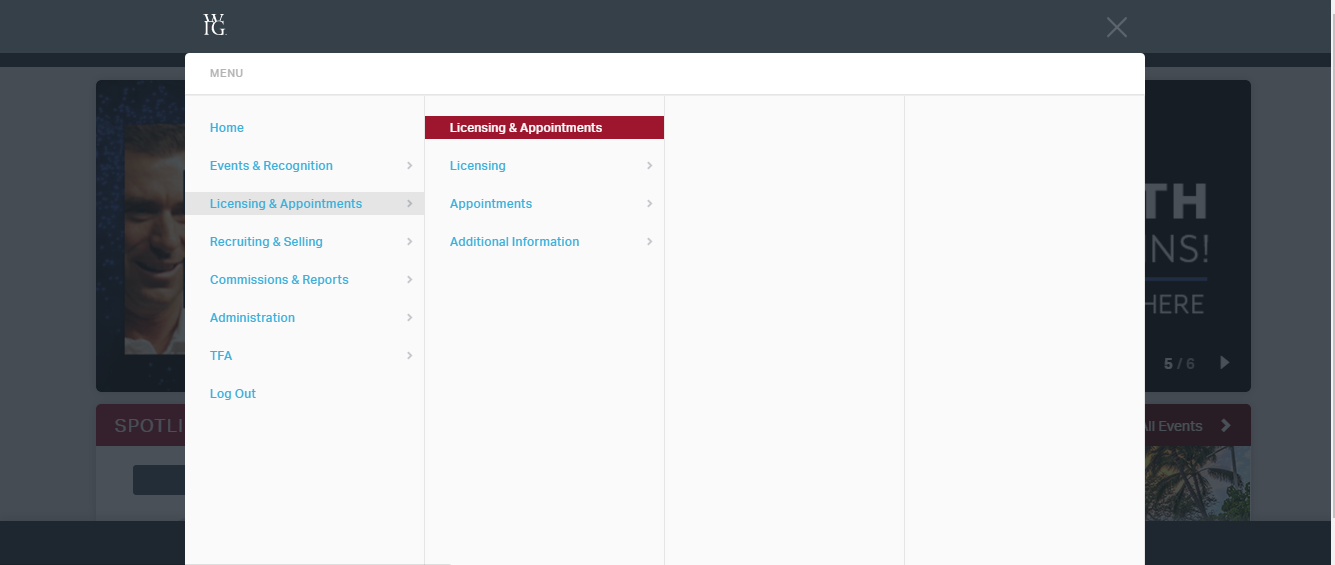 W
IG.
MENU
Home
Events & Recognition
Licensing & Appointments
Recruiting & Selling
Commissions & Reports
Administration
TFA
Log Out
Licensing & Appointments
Licensing
Appointments
Additional Information
TH
NS!
HERE
5 / 6
SPOTLI
All Events